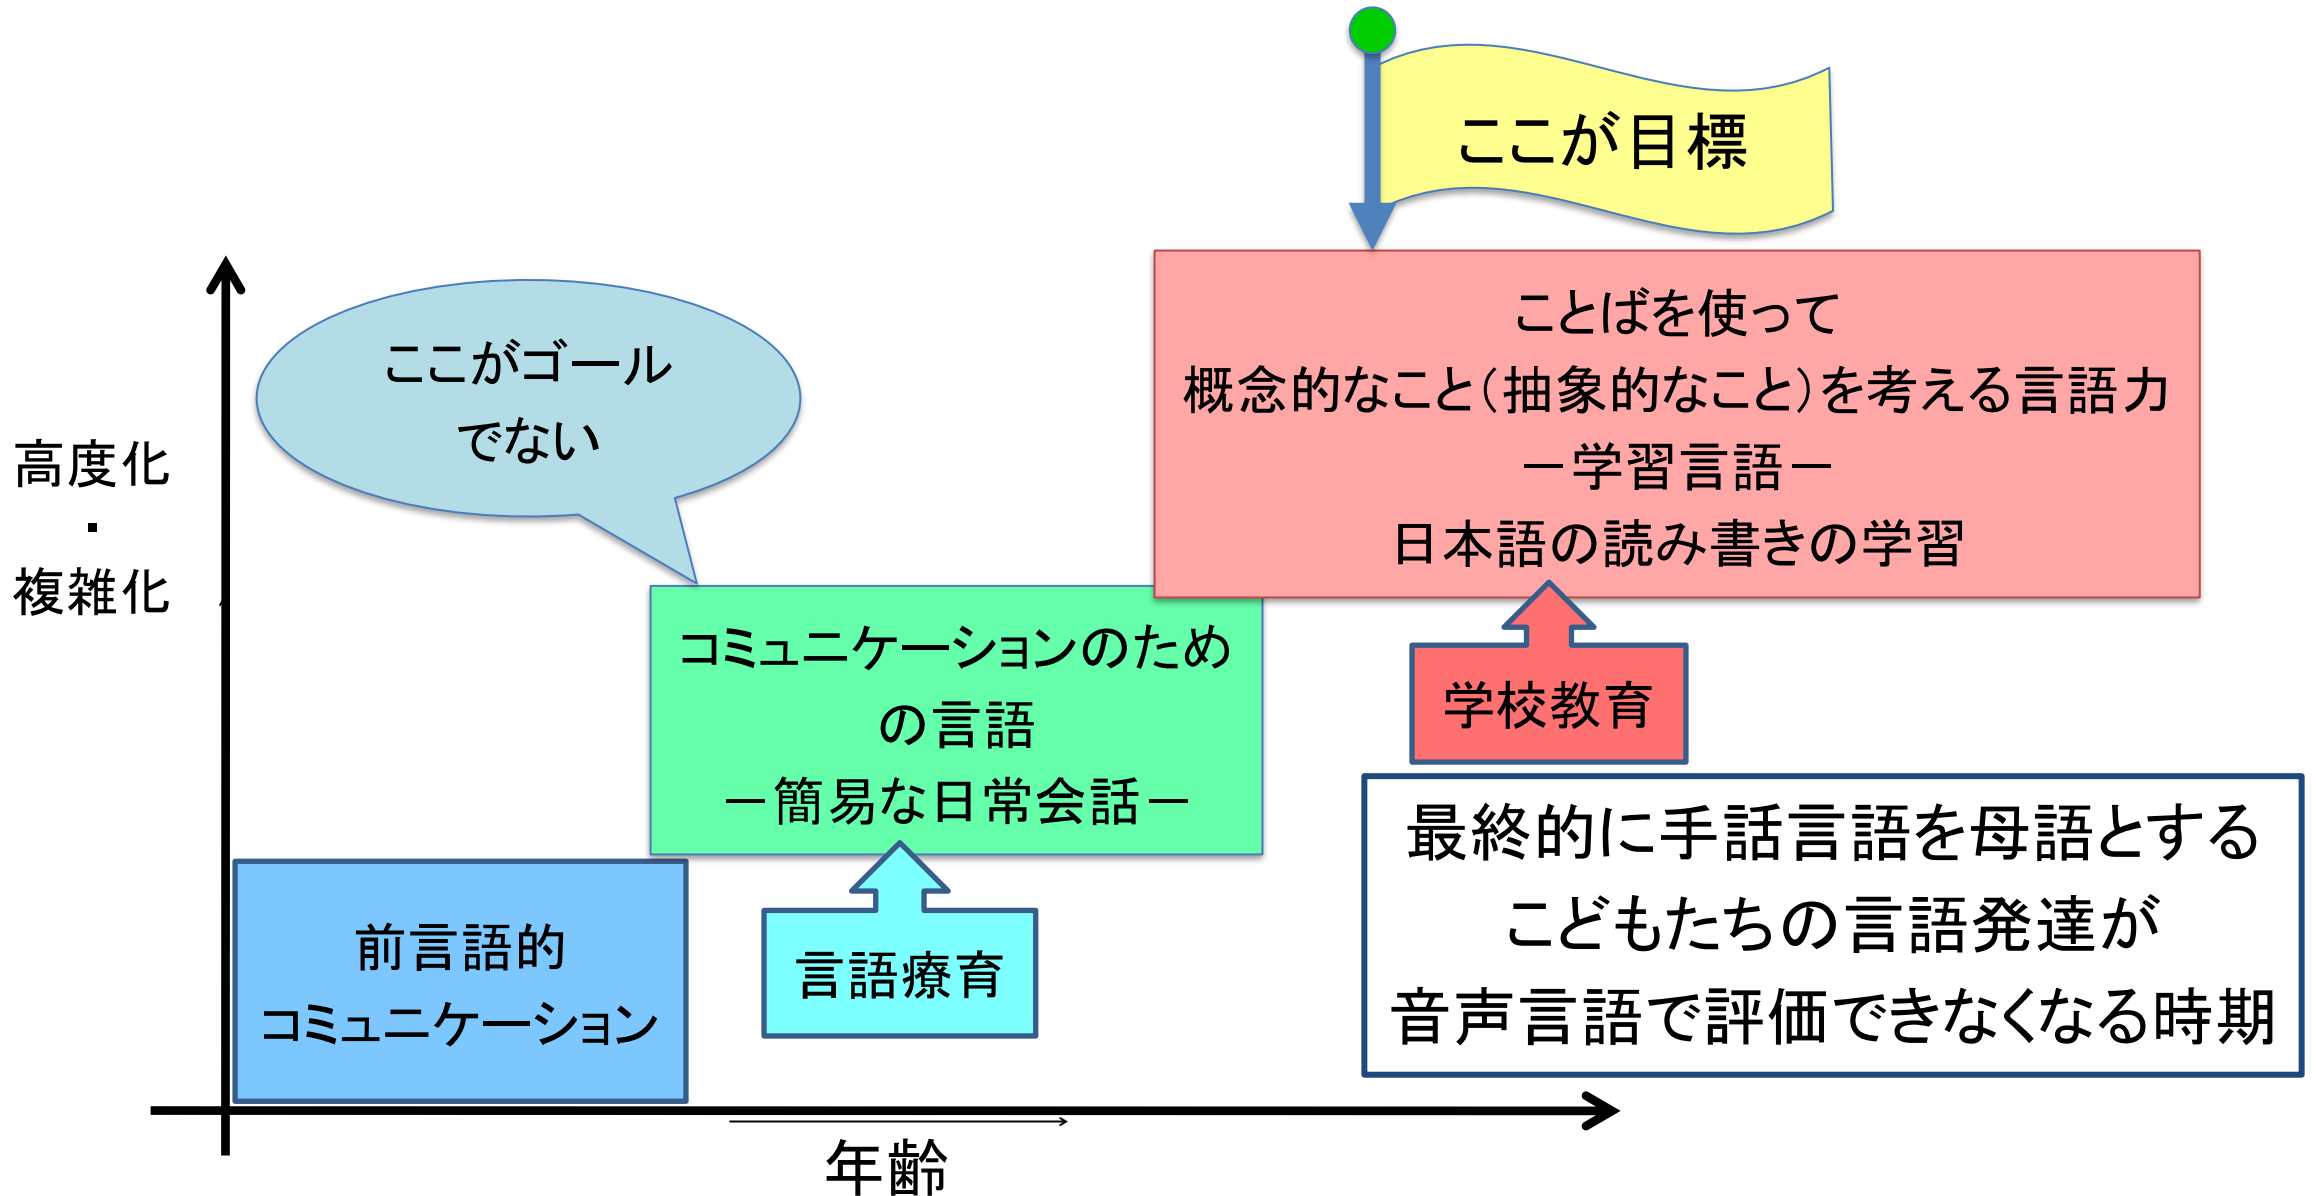 ここが目標
ここがゴール
でない
ことばを使って
概念的なこと（抽象的なこと）を考える言語力
－学習言語－
日本語の読み書きの学習
高度化
・
複雑化
コミュニケーションのため
の言語
－簡易な日常会話－
学校教育
最終的に手話言語を母語とする
こどもたちの言語発達が
音声言語で評価できなくなる時期
前言語的
コミュニケーション
言語療育
年齢